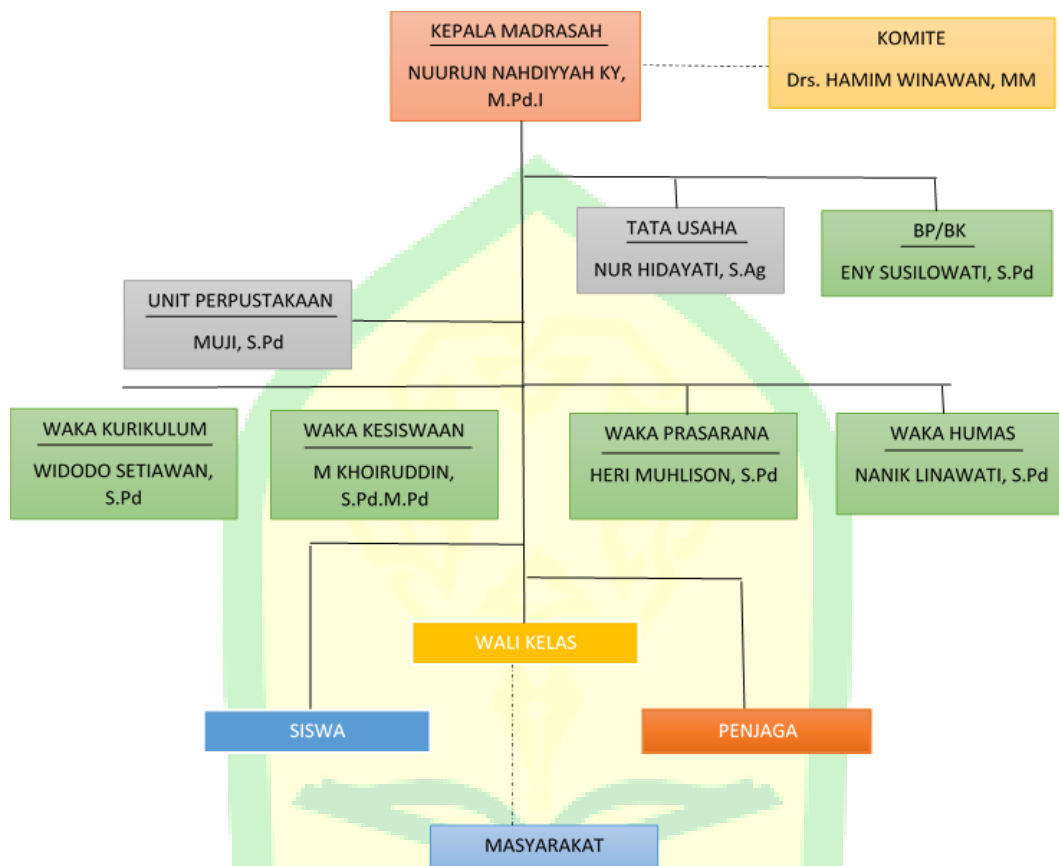 KEPALA MADRASAH
NUURUN NAHDIYYAH KY,
M.Pd.I
KOMITE
Drs. HAMIM WINAWAN, MM
TATA USAHA
NUR HIDAYATI, S.Ag
BP/BK
ENY SUSILOWATI, S.Pd
UNIT PERPUSTAKAAN
MUJI, S.Pd
WAKA KURIKULUM
WIDODO SETIAWAN,
S.Pd
WAKA KESISWAAN
M KHOIRUDDIN,
S.Pd.M.Pd
WAKA PRASARANA
HERI MUHLISON, S.Pd
WAKA HUMAS
NANIK LINAWATI, S.Pd
WALI KELAS
SISWA
PENJAGA
MASYARAKAT